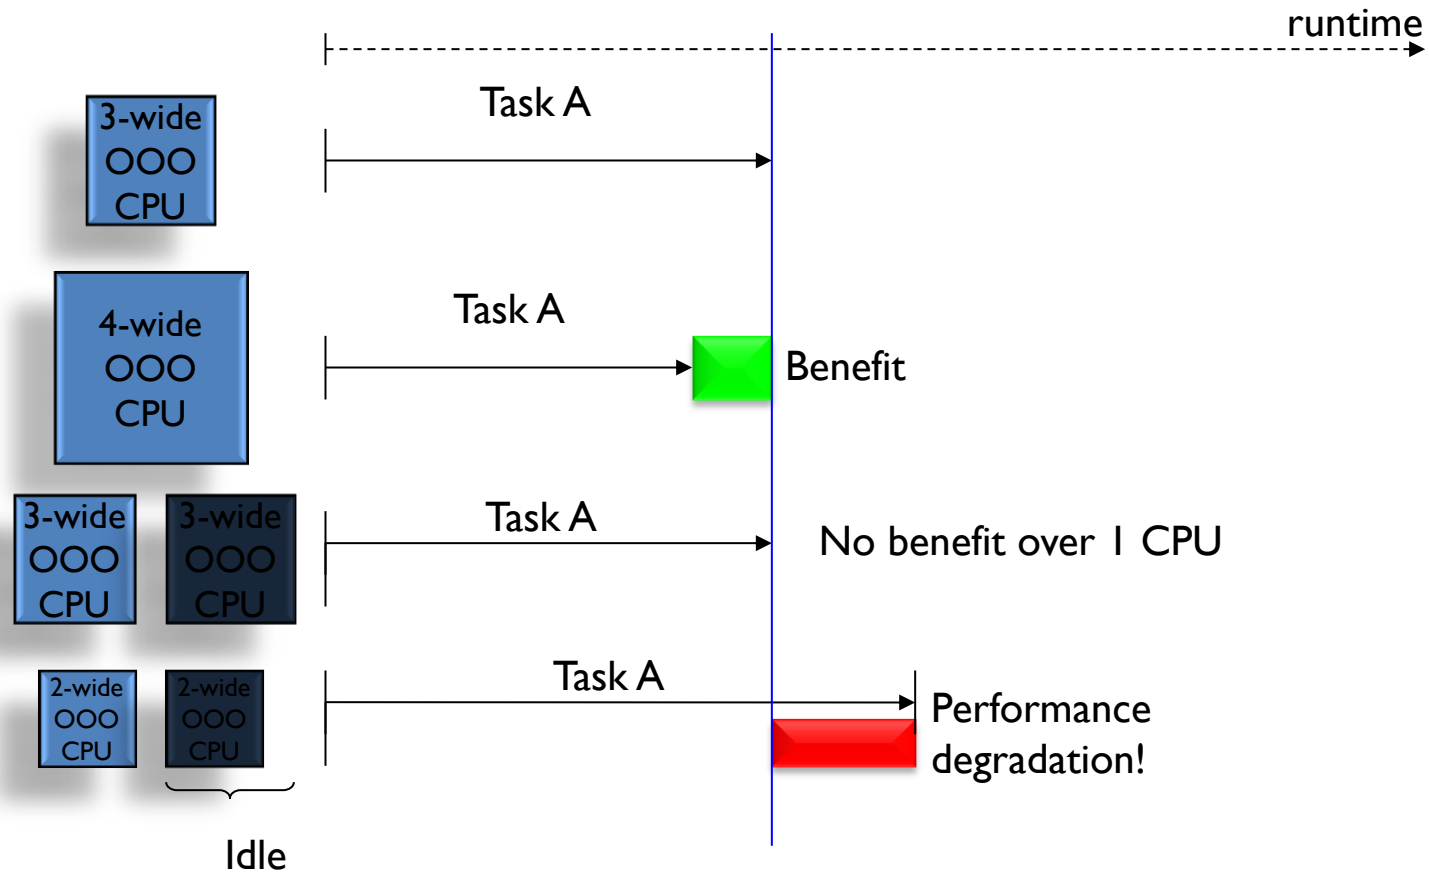 runtime
3-wide
OOO
CPU
Task A
4-wide
OOO
CPU
Task A
Benefit
3-wide
OOO
CPU
3-wide
OOO
CPU
Task A
No benefit over 1 CPU
2-wide
OOO
CPU
2-wide
OOO
CPU
Task A
Performance
degradation!
Idle